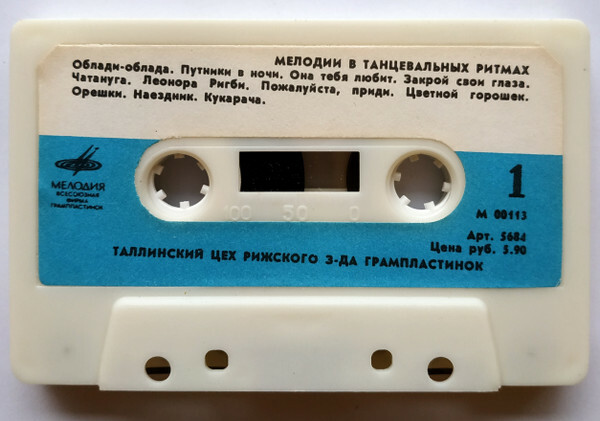 МЕЛОДИИ В ТАНЦЕВАЛЬНЫХ РИТМАХ
Облади-облада. Путники в ночи. Она тебя любит. Закрой свои глаза.
Чатануга. Леонора Ригби. Пожалуйста, приди. Цветной горошек.
Орешки. Наездник. Кукарача.
МЕЛОДИЯ
ВСЕСОЮЗНАЯ
ФИРМА
ГРАМПЛАСТИНОК
1
М 00113
100 50 0
Арт. 5684
Цена руб. 5.90
ТАЛЛИНСКИЙ ЦЕХ РИЖСКОГО З-ДА ГРАМПЛАСТИНОК